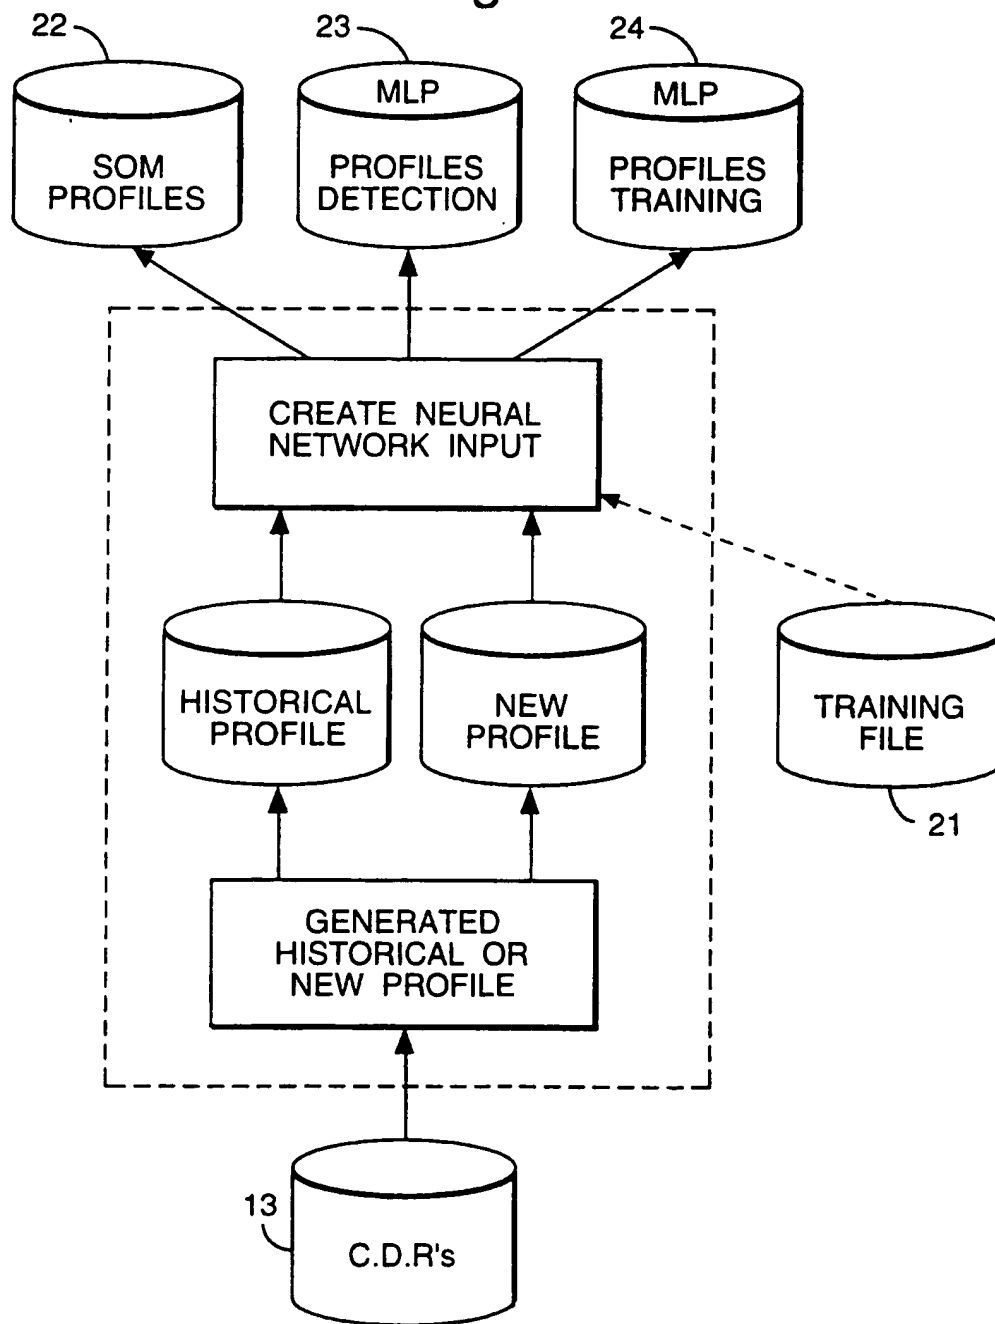 22
23
24
MLP
MLP
SOM
PROFILES
PROFILES
DETECTION
PROFILES
TRAINING
CREATE NEURAL
NETWORK INPUT
HISTORICAL
PROFILE
NEW
PROFILE
TRAINING
FILE
21
GENERATED
HISTORICAL OR
NEW PROFILE
13
C.D.R's